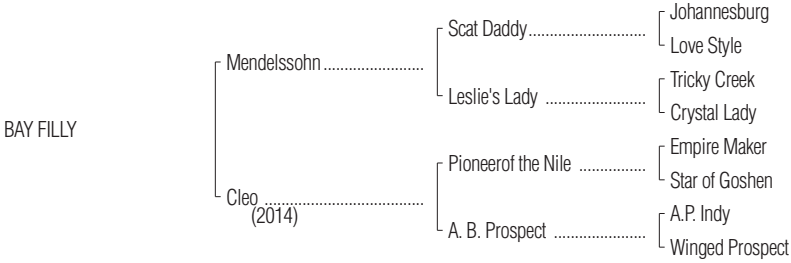 Johannesburg
Scat Daddy
Love Style
Mendelssohn
Tricky Creek
Leslie's Lady
Crystal Lady
BAY FILLY
Empire Maker
Pioneerof the Nile
Star of Goshen
Cleo
(2014)
A.P. Indy
A. B. Prospect
Winged Prospect